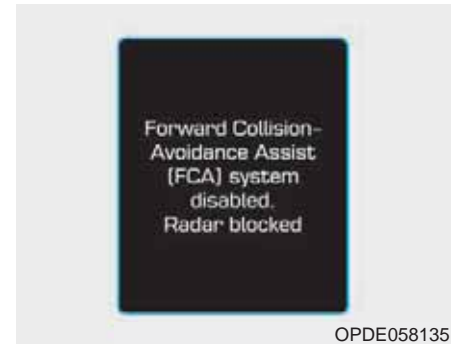 Forward Collision-
Avoidance Assist
(FCA) system
disabled.
Radar blocked
OPDE058135